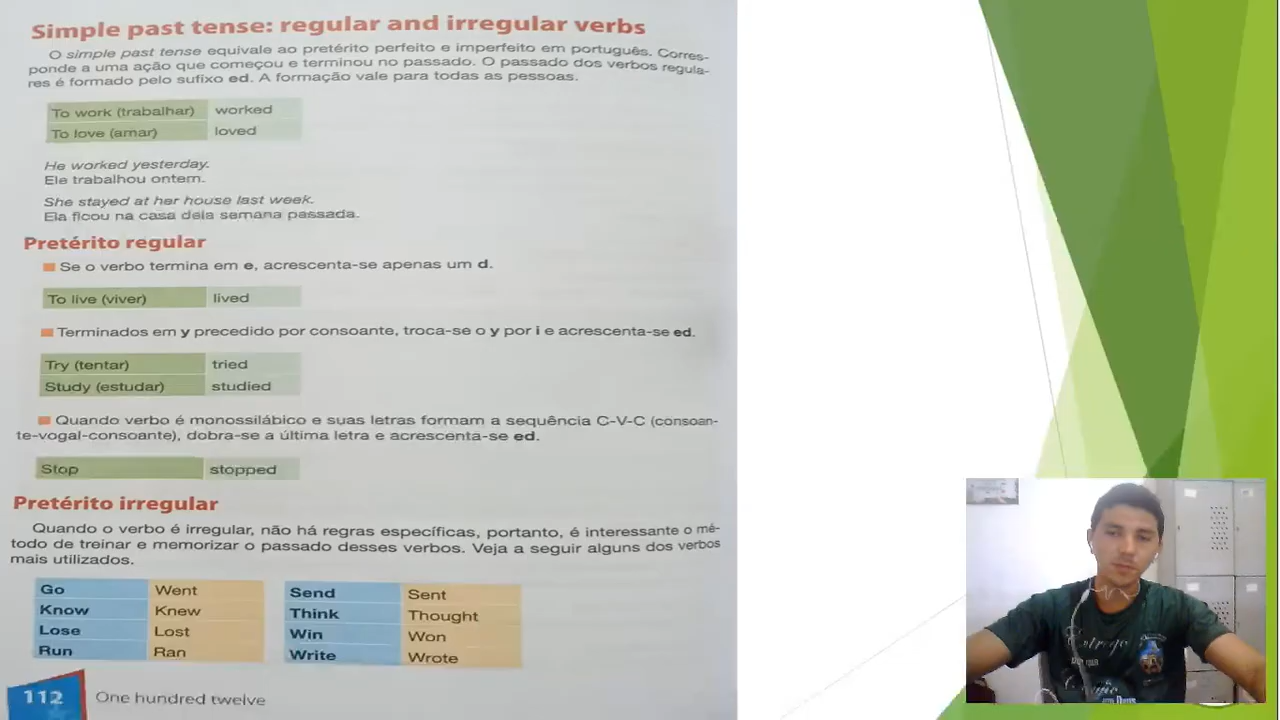 Simple past tense: regular and irregular verbs
O simple past tense equivale ao pretérito perfeito e imperfeito em português. Corres-
ponde a uma ação que começou e terminou no passado. O passado dos verbos regula-
res é formado pelo sufixo ed. A formação vale para todas as pessoas.
To work (trabalhar) worked
To love (amar) loved
He worked yesterday.
Ele trabalhou ontem.
She stayed at her house last week.
Ela ficou na casa dela semana passada.
Pretérito regular
Se o verbo termina em e, acrescenta-se apenas um d.
To live (viver) lived
Terminados em y precedido por consoante, troca-se o y por i e acrescenta-se ed.
Try (tentar) tried
Study (estudar) studied
Quando verbo é monossilábico e suas letras formam a sequência C-V-C (consoan-
te-vogal-consoante), dobra-se a última letra e acrescenta-se ed.
Stop stopped
Pretérito irregular
Quando o verbo é irregular, não há regras específicas, portanto, é interessante o mé-
todo de treinar e memorizar o passado desses verbos. Veja a seguir alguns dos verbos
mais utilizados.
Go Went Send Sent
Know Knew Think Thought
Lose Lost Win Won
Run Ran Write Wrote
112 One hundred twelve